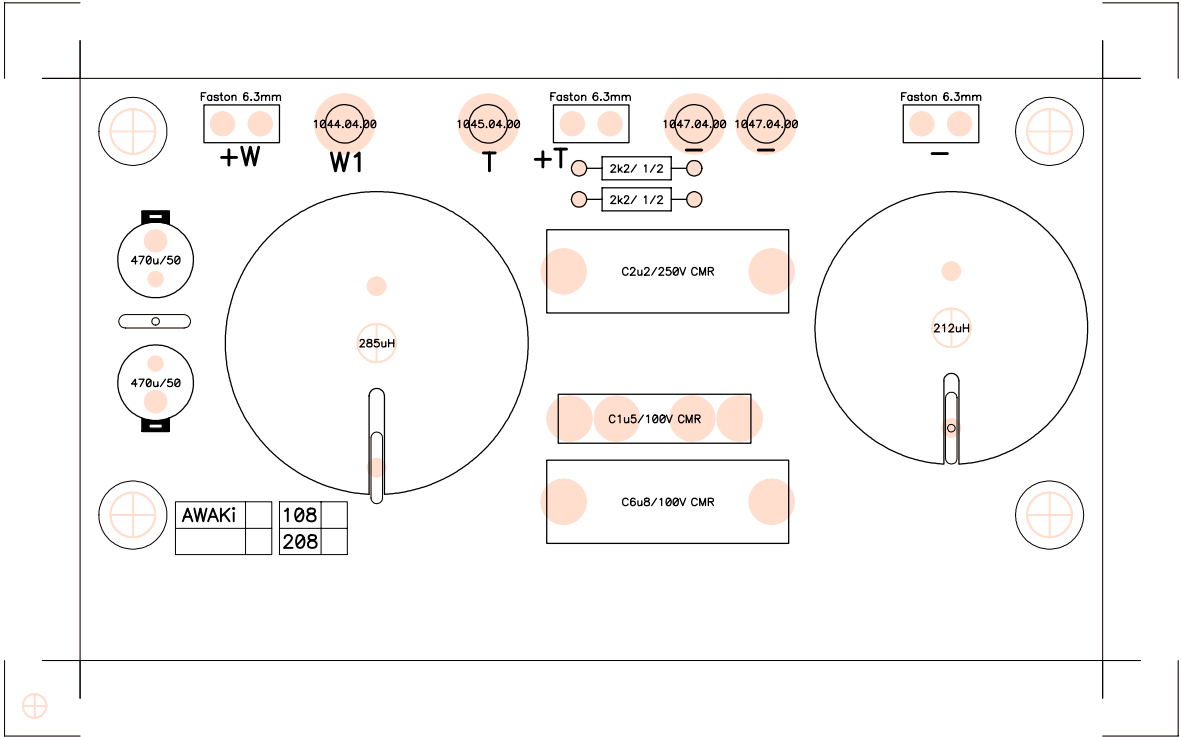 Faston 6.3mm
Faston 6.3mm
Faston 6.3mm
1044.04.00
1045.04.00
1047.04.00
1047.04.00
+W
W1
T
+T
−
−
−
2k2/ 1/2
2k2/ 1/2
470u/50
C2u2/250V CMR
285uH
212uH
470u/50
C1u5/100V CMR
C6u8/100V CMR
AWAKi
108
208